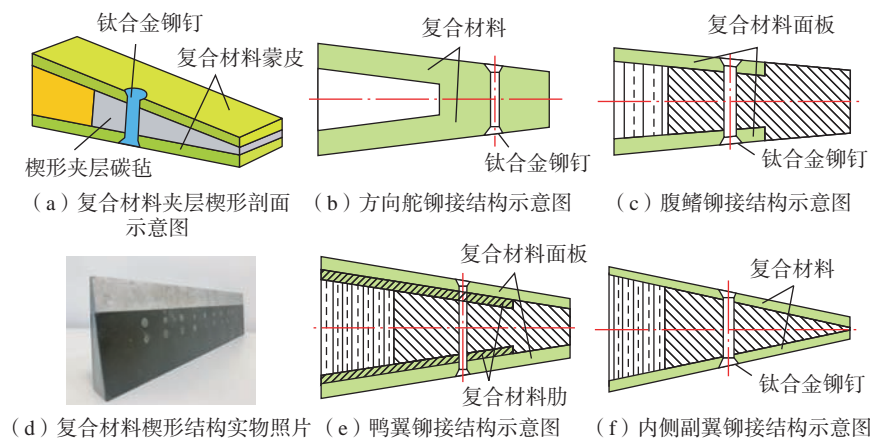 钛合金铆钉
复合材料蒙皮
楔形夹层碳毡
（a）复合材料夹层楔形剖面
示意图
复合材料
钛合金铆钉
（b）方向舵铆接结构示意图
复合材料面板
钛合金铆钉
（c）腹鳍铆接结构示意图
（d）复合材料楔形结构实物照片
复合材料面板
复合材料肋
（e）鸭翼铆接结构示意图
复合材料
钛合金铆钉
（f）内侧副翼铆接结构示意图